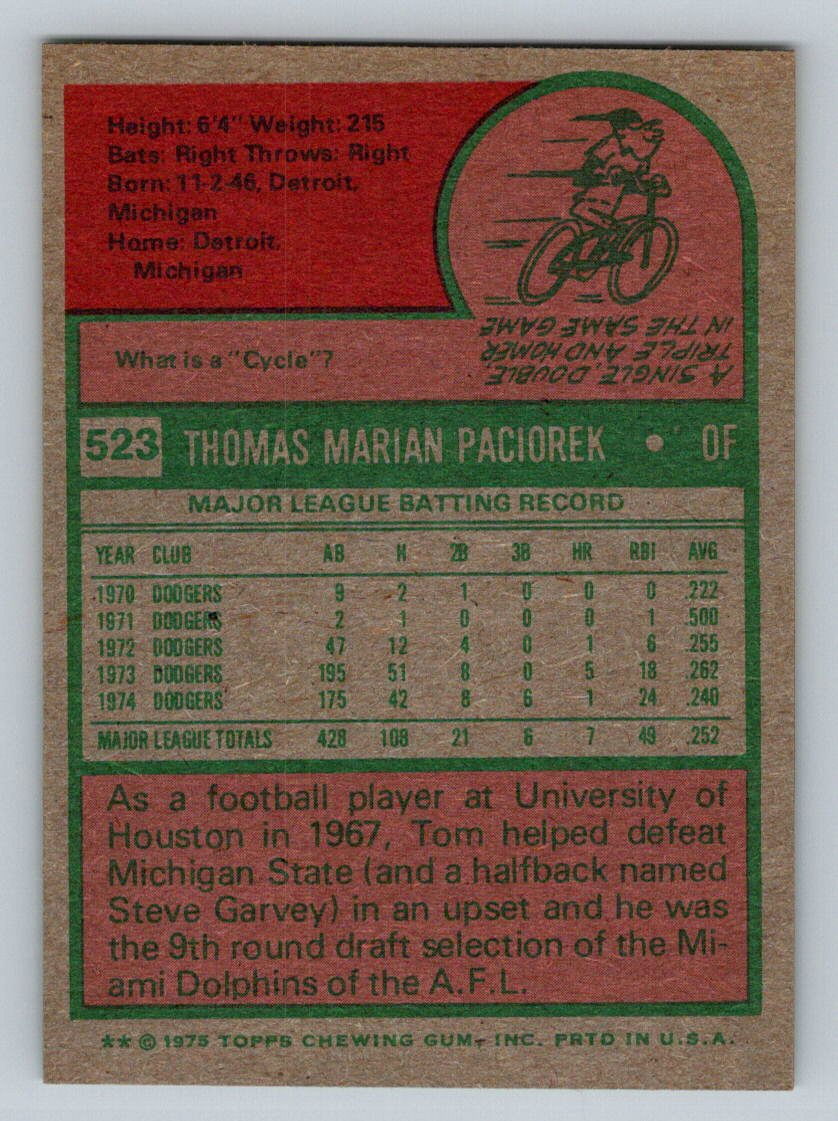 Height: 6'4" Weight: 215
Bats: Right Throws: Right
Born: 11-2-46, Detroit,
Michigan
Home: Detroit,
Michigan
What is a "Cycle"?
A SINGLE, DOUBLE,
TRIPLE AND HOMER
IN THE SAME GAME
523 THOMAS MARIAN PACIOREK • OF
MAJOR LEAGUE BATTING RECORD
YEAR CLUB AB H 2B 3B HR RBI AVG
1970 DODGERS 9 2 1 0 0 0 .222
1971 DODGERS 2 1 0 0 0 1 .500
1972 DODGERS 47 12 4 0 1 6 .255
1973 DODGERS 195 51 8 0 5 18 .262
1974 DODGERS 175 42 8 6 1 24 .240
MAJOR LEAGUE TOTALS 428 108 21 6 7 49 .252
As a football player at University of
Houston in 1967, Tom helped defeat
Michigan State (and a halfback named
Steve Garvey) in an upset and he was
the 9th round draft selection of the Mi-
ami Dolphins of the A.F.L.
** © 1975 TOPPS CHEWING GUM, INC. PRTD IN U.S.A.